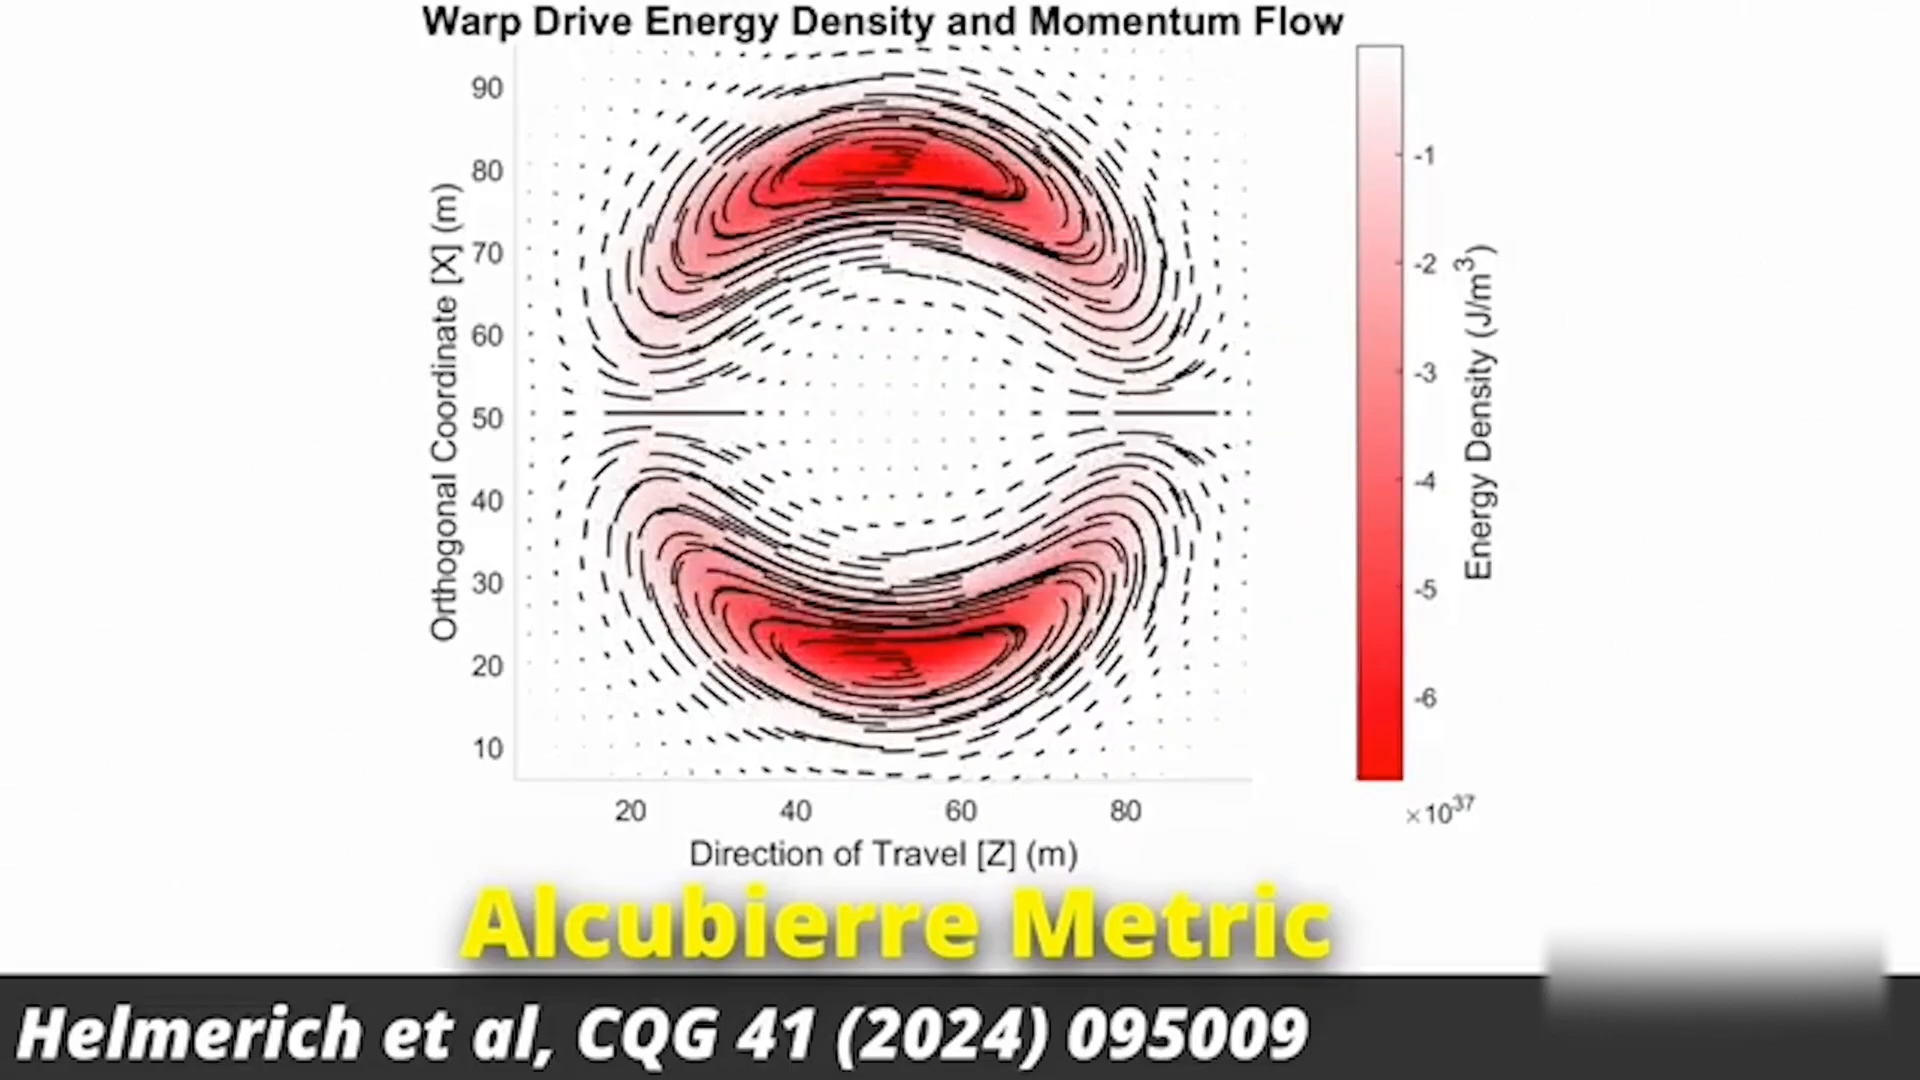 Warp Drive Energy Density and Momentum Flow
90
80
70
60
50
40
30
20
10
Orthogonal Coordinate [X] (m)
20 40 60 80
Direction of Travel [Z] (m)
-1
-2
-3
-4
-5
-6
×10³⁷
Energy Density (J/m³)
Alcubierre Metric
Helmerich et al, CQG 41 (2024) 095009